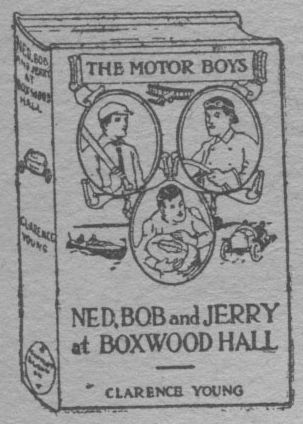 NED, BOB
AND JERRY
AT
BOXWOOD
HALL
CLARENCE
YOUNG
THE MOTOR BOYS
NED, BOB and JERRY
at BOXWOOD HALL
CLARENCE YOUNG